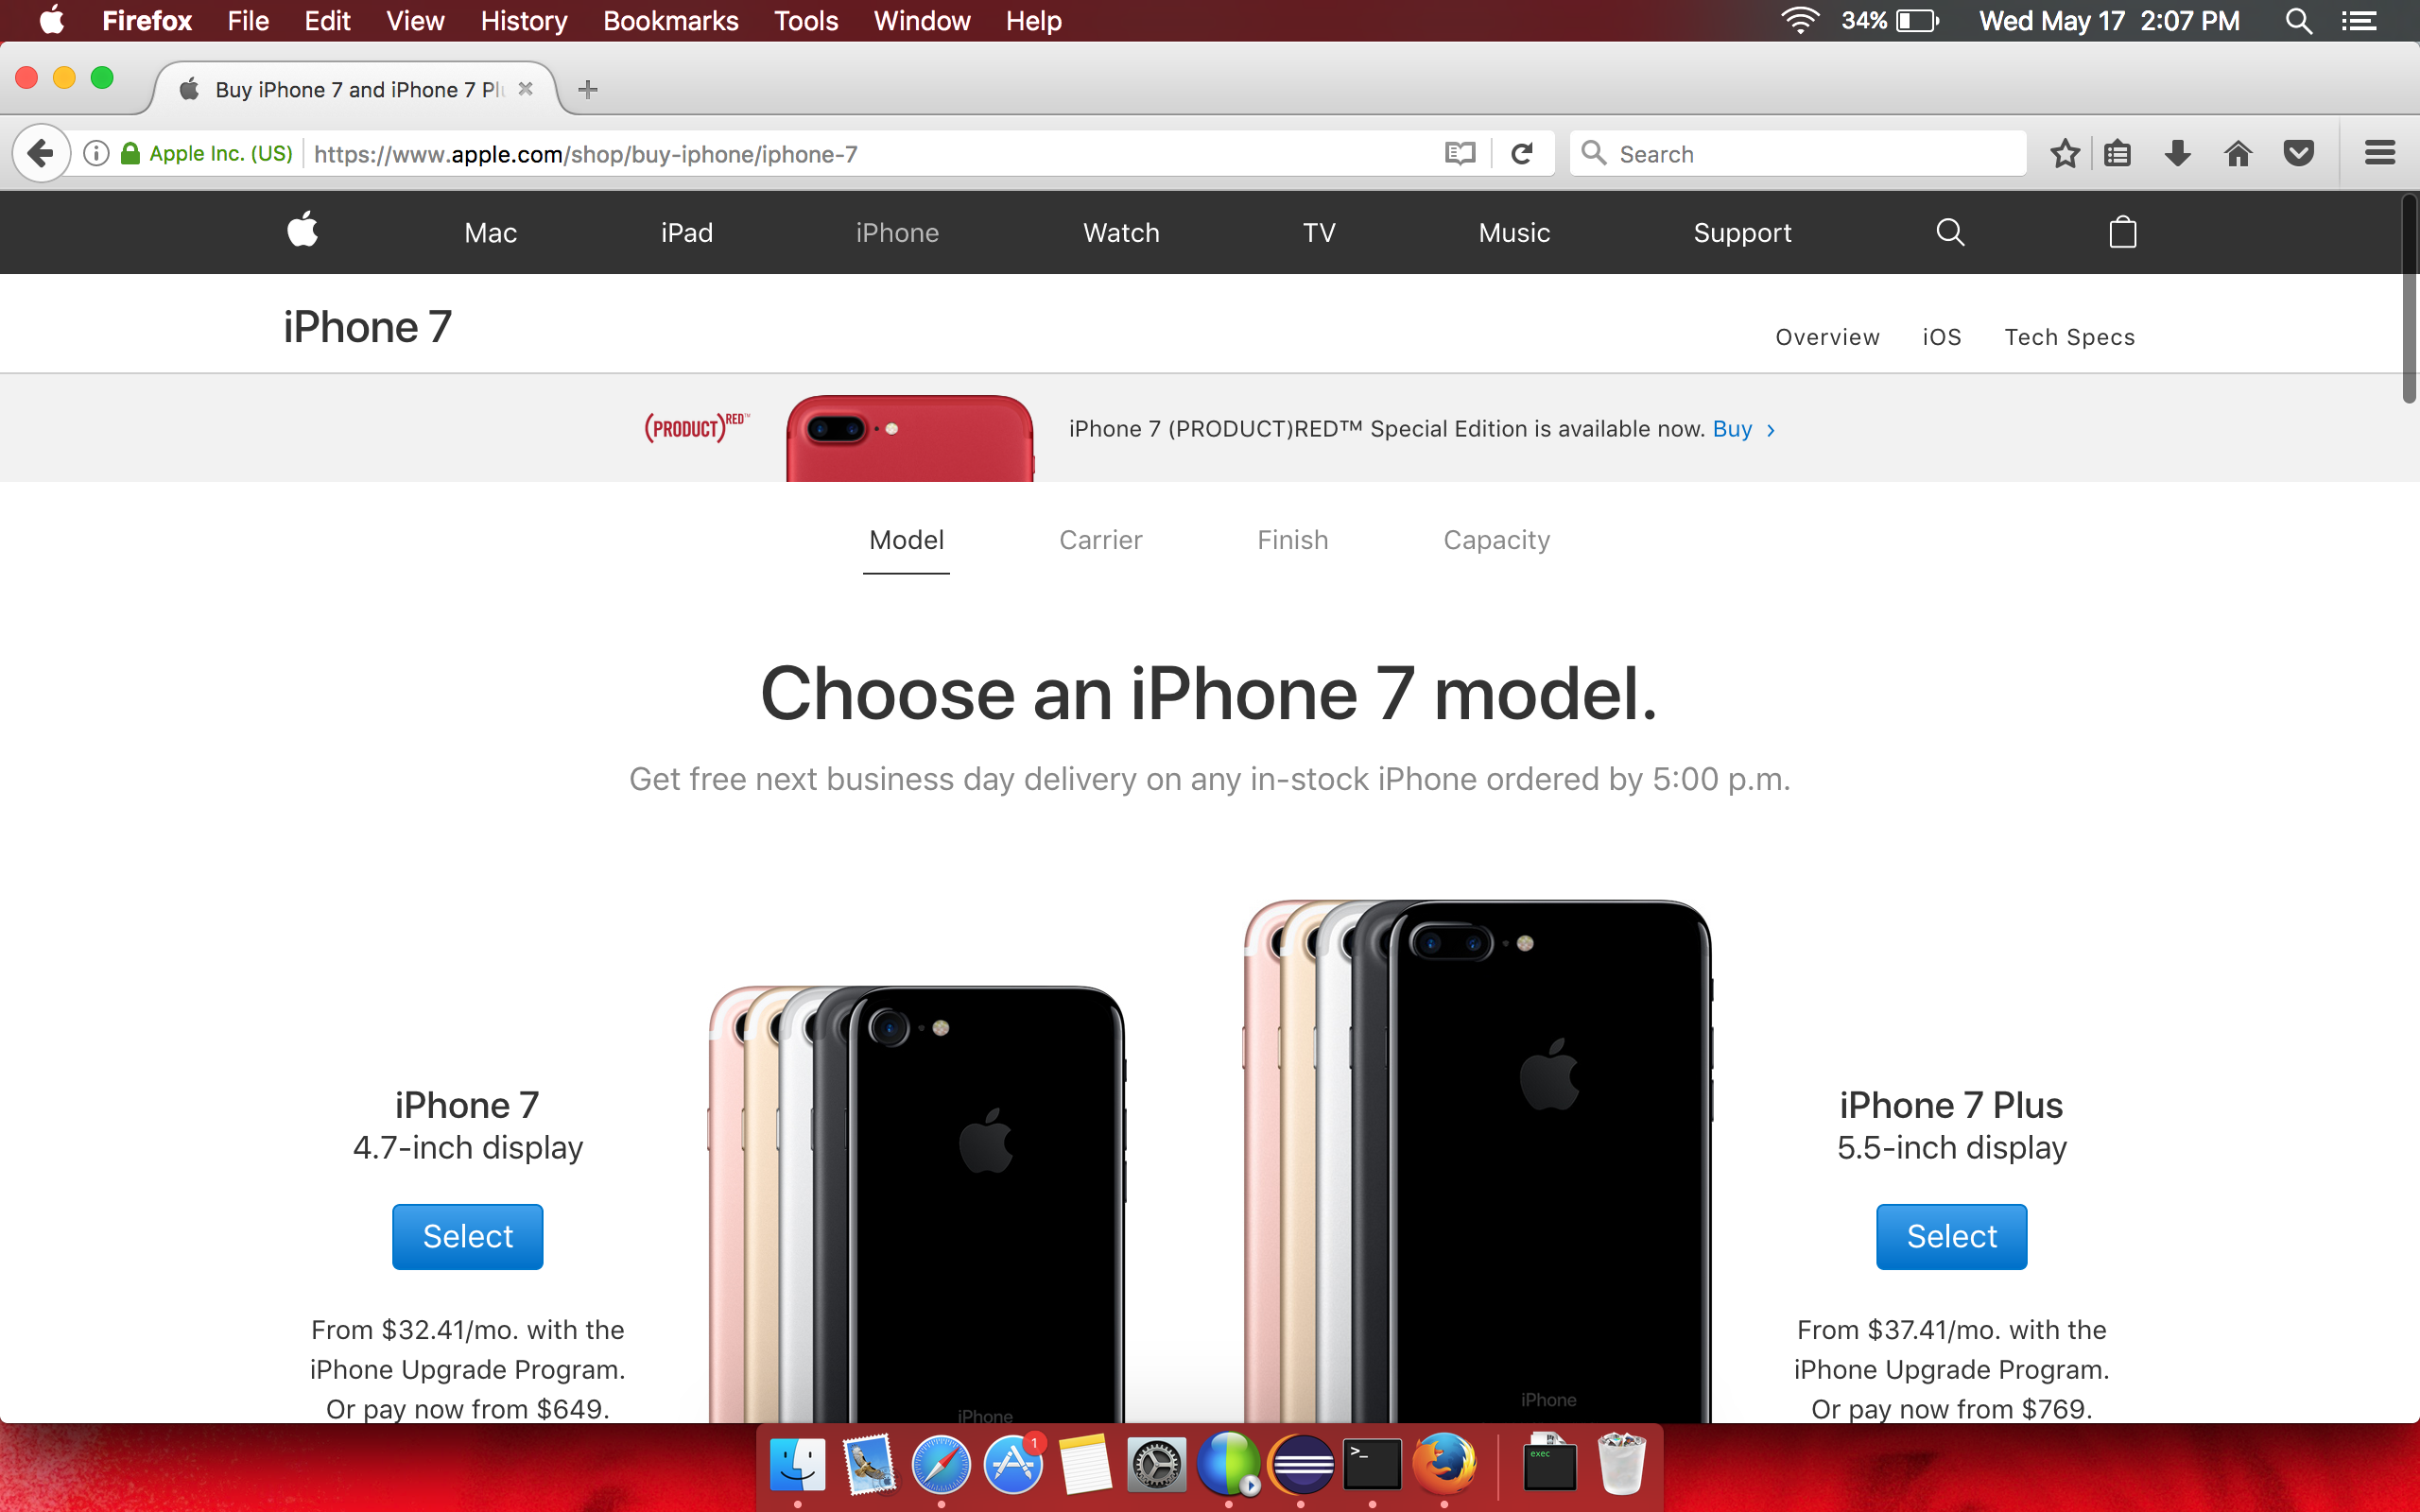 Firefox File Edit View History Bookmarks Tools Window Help 34% Wed May 17 2:07 PM
Buy iPhone 7 and iPhone 7 Pl
Apple Inc. (US) https://www.apple.com/shop/buy-iphone/iphone-7 Search
Mac iPad iPhone Watch TV Music Support
iPhone 7
Overview iOS Tech Specs
(PRODUCT)RED™ iPhone 7 (PRODUCT)RED™ Special Edition is available now. Buy ›
Model Carrier Finish Capacity
Choose an iPhone 7 model.
Get free next business day delivery on any in-stock iPhone ordered by 5:00 p.m.
iPhone 7
4.7-inch display
Select
From $32.41/mo. with the
iPhone Upgrade Program.
Or pay now from $649.
iPhone
iPhone
iPhone 7 Plus
5.5-inch display
Select
From $37.41/mo. with the
iPhone Upgrade Program.
Or pay now from $769.
1
>_
exec